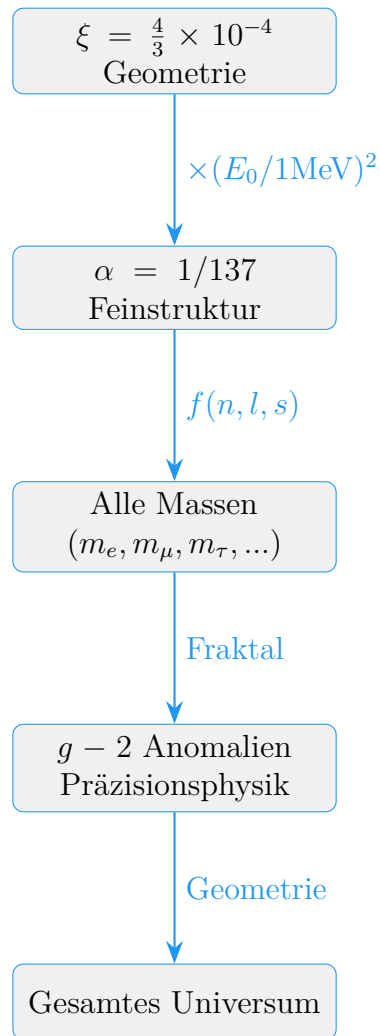 ξ = 4/3 × 10⁻⁴
Geometrie
×(E₀/1MeV)²
α = 1/137
Feinstruktur
f(n, l, s)
Alle Massen
(mₑ, m_μ, m_τ, ...)
Fraktal
g − 2 Anomalien
Präzisionsphysik
Geometrie
Gesamtes Universum